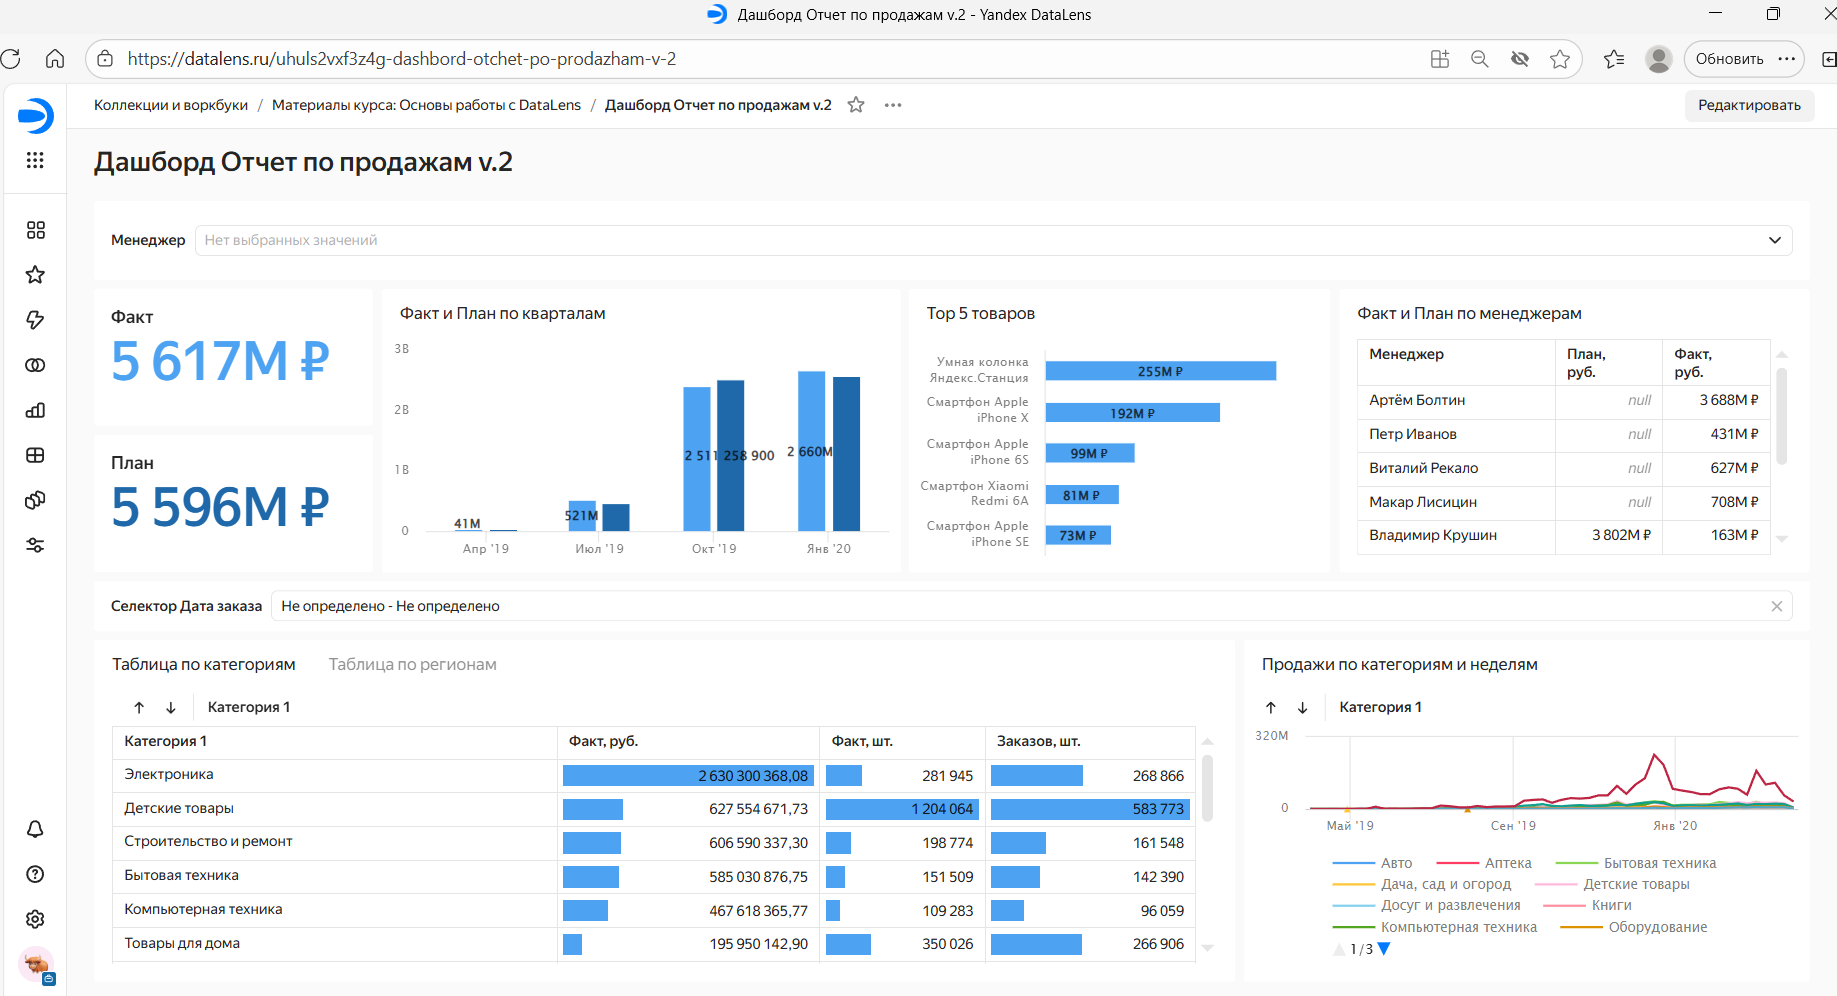 Дашборд Отчет по продажам v.2 - Yandex DataLens
https://datalens.ru/uhuls2vxf3z4g-dashbord-otchet-po-prodazham-v-2
Обновить
Коллекции и воркбуки / Материалы курса: Основы работы с DataLens / Дашборд Отчет по продажам v.2
Редактировать
Дашборд Отчет по продажам v.2
Менеджер Нет выбранных значений
Факт
5 617M ₽
План
5 596M ₽
Факт и План по кварталам
3B
2B
1B
0
41M
521M
2 511 258 900
2 660M
Апр '19 Июл '19 Окт '19 Янв '20
Top 5 товаров
Умная колонка
Яндекс.Станция
255M ₽
Смартфон Apple
iPhone X
192M ₽
Смартфон Apple
iPhone 6S
99M ₽
Смартфон Xiaomi
Redmi 6A
81M ₽
Смартфон Apple
iPhone SE
73M ₽
Факт и План по менеджерам
Менеджер План, руб. Факт, руб.
Артём Болтин null 3 688M ₽
Петр Иванов null 431M ₽
Виталий Рекало null 627M ₽
Макар Лисицин null 708M ₽
Владимир Крушин 3 802M ₽ 163M ₽
Селектор Дата заказа Не определено - Не определено
Таблица по категориям Таблица по регионам
Категория 1
Категория 1 Факт, руб. Факт, шт. Заказов, шт.
Электроника 2 630 300 368,08 281 945 268 866
Детские товары 627 554 671,73 1 204 064 583 773
Строительство и ремонт 606 590 337,30 198 774 161 548
Бытовая техника 585 030 876,75 151 509 142 390
Компьютерная техника 467 618 365,77 109 283 96 059
Товары для дома 195 950 142,90 350 026 266 906
Продажи по категориям и неделям
Категория 1
320M
0
Май '19 Сен '19 Янв '20
Авто Аптека Бытовая техника
Дача, сад и огород Детские товары
Досуг и развлечения Книги
Компьютерная техника Оборудование
1/3